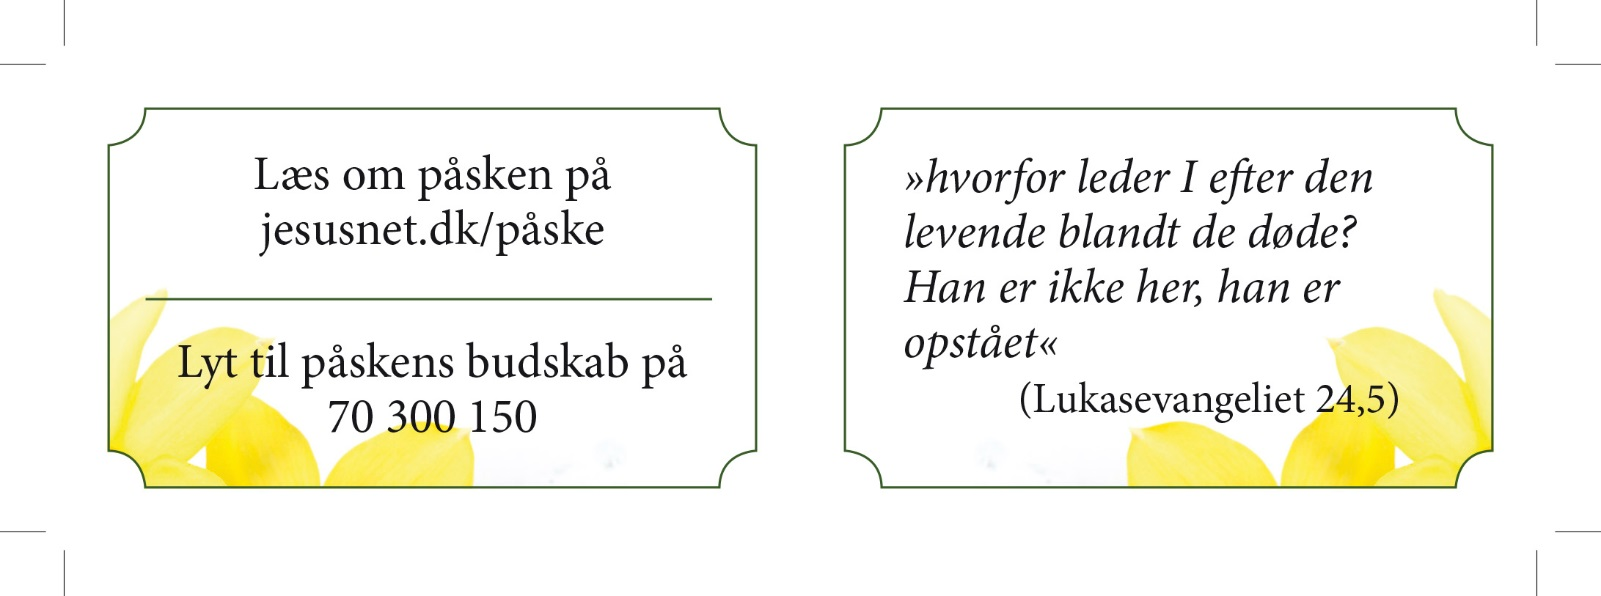 Læs om påsken på
jesusnet.dk/påske
Lyt til påskens budskab på
70 300 150
»hvorfor leder I efter den
levende blandt de døde?
Han er ikke her, han er
opstået«
(Lukasevangeliet 24,5)